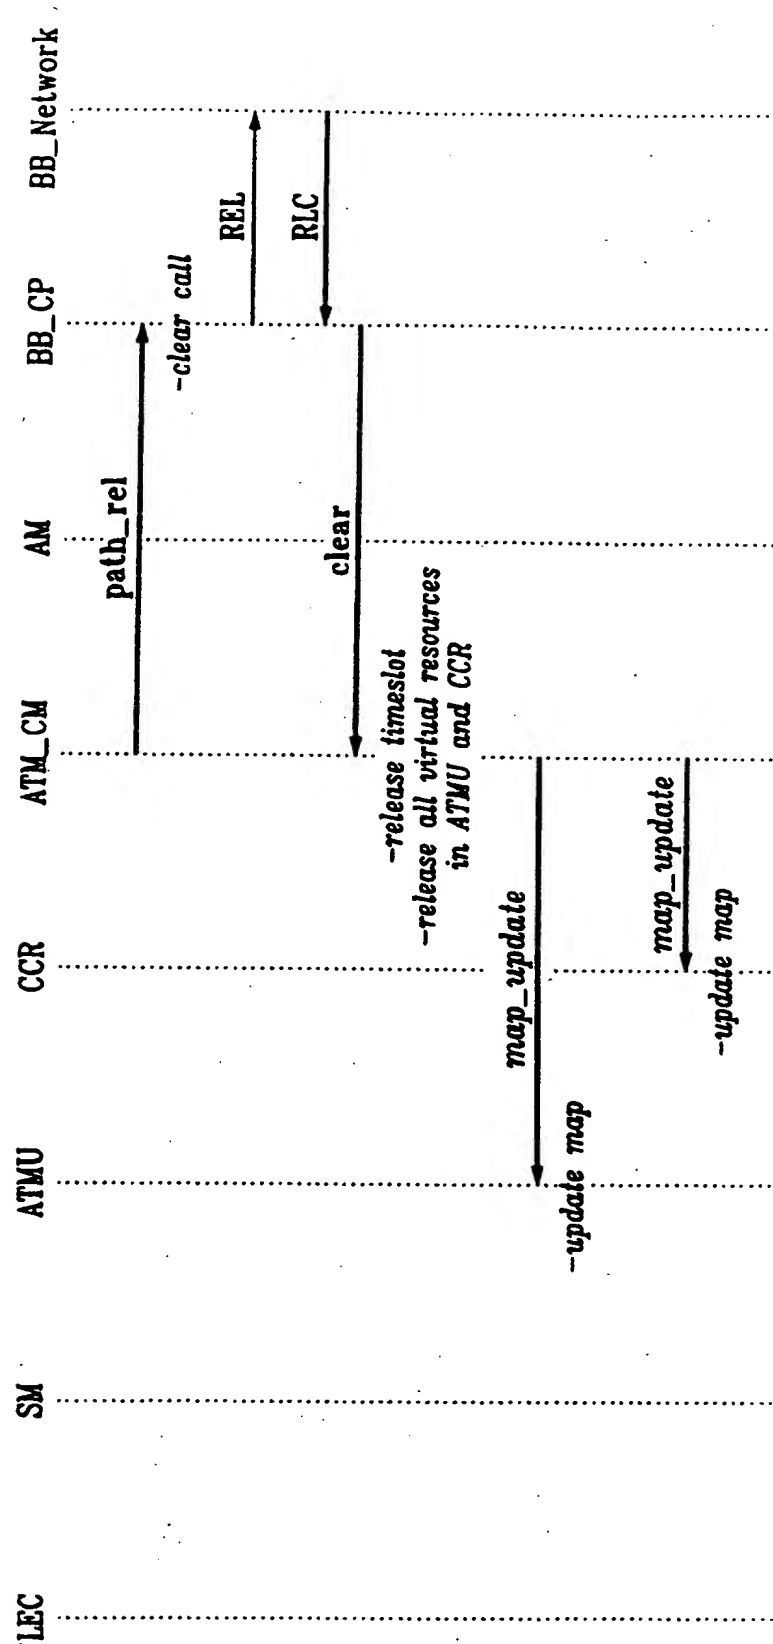 LEC
SM
ATMU
CCR
ATM_CM
AM
BB_CP
BB_Network
path_rel
-clear call
REL
RLC
clear
-release timeslot
-release all virtual resources
in ATMU and CCR
map_update
-update map
map_update
-update map